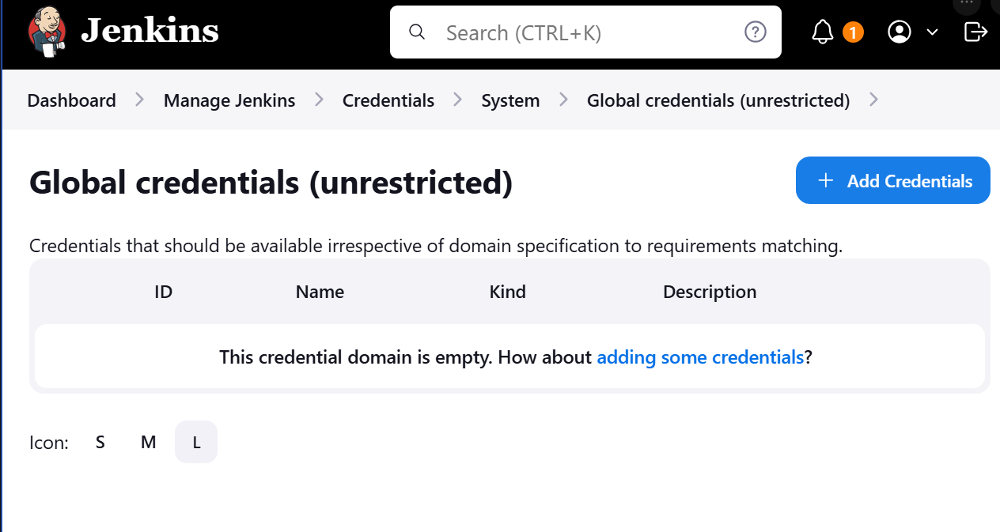 Jenkins
Search (CTRL+K)
?
1
Dashboard > Manage Jenkins > Credentials > System > Global credentials (unrestricted) >
Global credentials (unrestricted)
+ Add Credentials
Credentials that should be available irrespective of domain specification to requirements matching.
ID Name Kind Description
This credential domain is empty. How about adding some credentials?
Icon: S M L